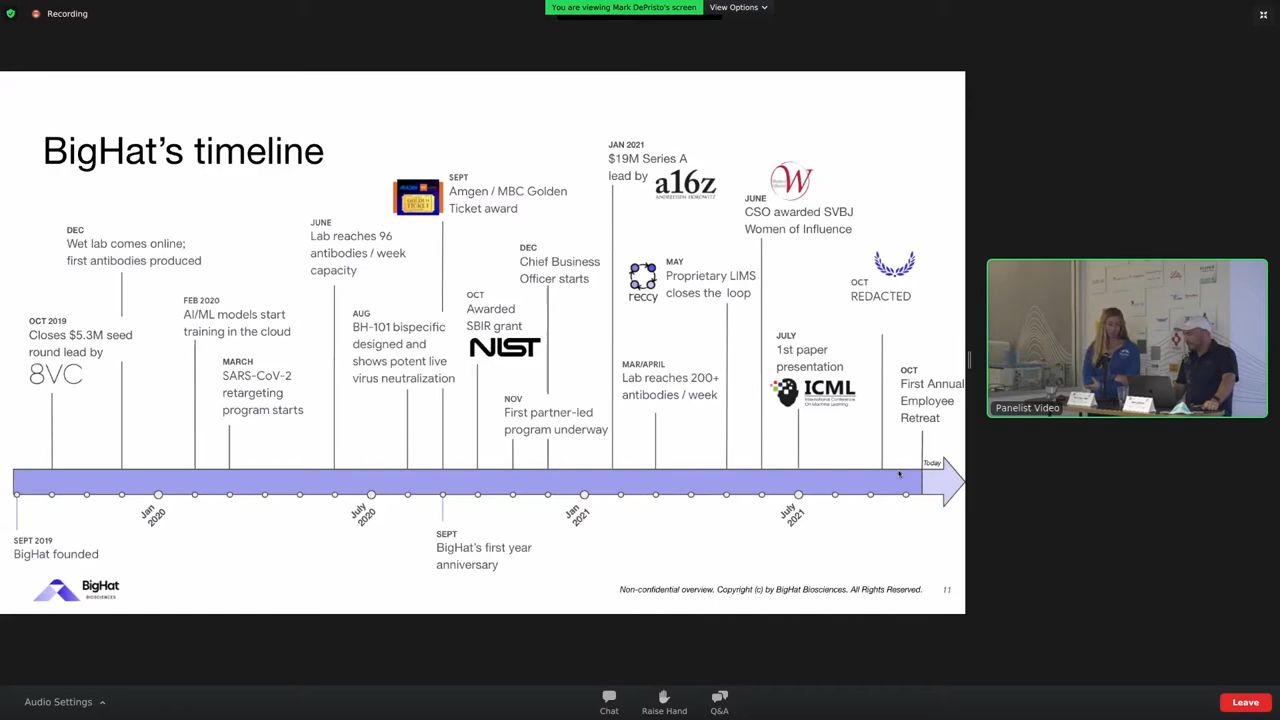 Recording
You are viewing Mark DePristo's screen
View Options
BigHat's timeline
OCT 2019
Closes $5.3M seed
round lead by
8VC
DEC
Wet lab comes online;
first antibodies produced
FEB 2020
AI/ML models start
training in the cloud
MARCH
SARS-CoV-2
retargeting
program starts
JUNE
Lab reaches 96
antibodies / week
capacity
AUG
BH-101 bispecific
designed and
shows potent live
virus neutralization
GOLDEN
TICKET
SEPT
Amgen / MBC Golden
Ticket award
OCT
Awarded
SBIR grant
NIST
NOV
First partner-led
program underway
DEC
Chief Business
Officer starts
JAN 2021
$19M Series A
lead by
a16z
ANDREESSEN HOROWITZ
MAR/APRIL
Lab reaches 200+
antibodies / week
reccy
MAY
Proprietary LIMS
closes the loop
W
JUNE
CSO awarded SVBJ
Women of Influence
JULY
1st paper
presentation
ICML
International Conference
On Machine Learning
OCT
REDACTED
OCT
First Annual
Employee
Retreat
Today
Jan
2020
July
2020
Jan
2021
July
2021
SEPT 2019
BigHat founded
SEPT
BigHat's first year
anniversary
BigHat
BIOSCIENCES
Non-confidential overview. Copyright (c) by BigHat Biosciences. All Rights Reserved.
11
Panelist Video
Audio Settings
Chat
Raise Hand
Q&A
Leave